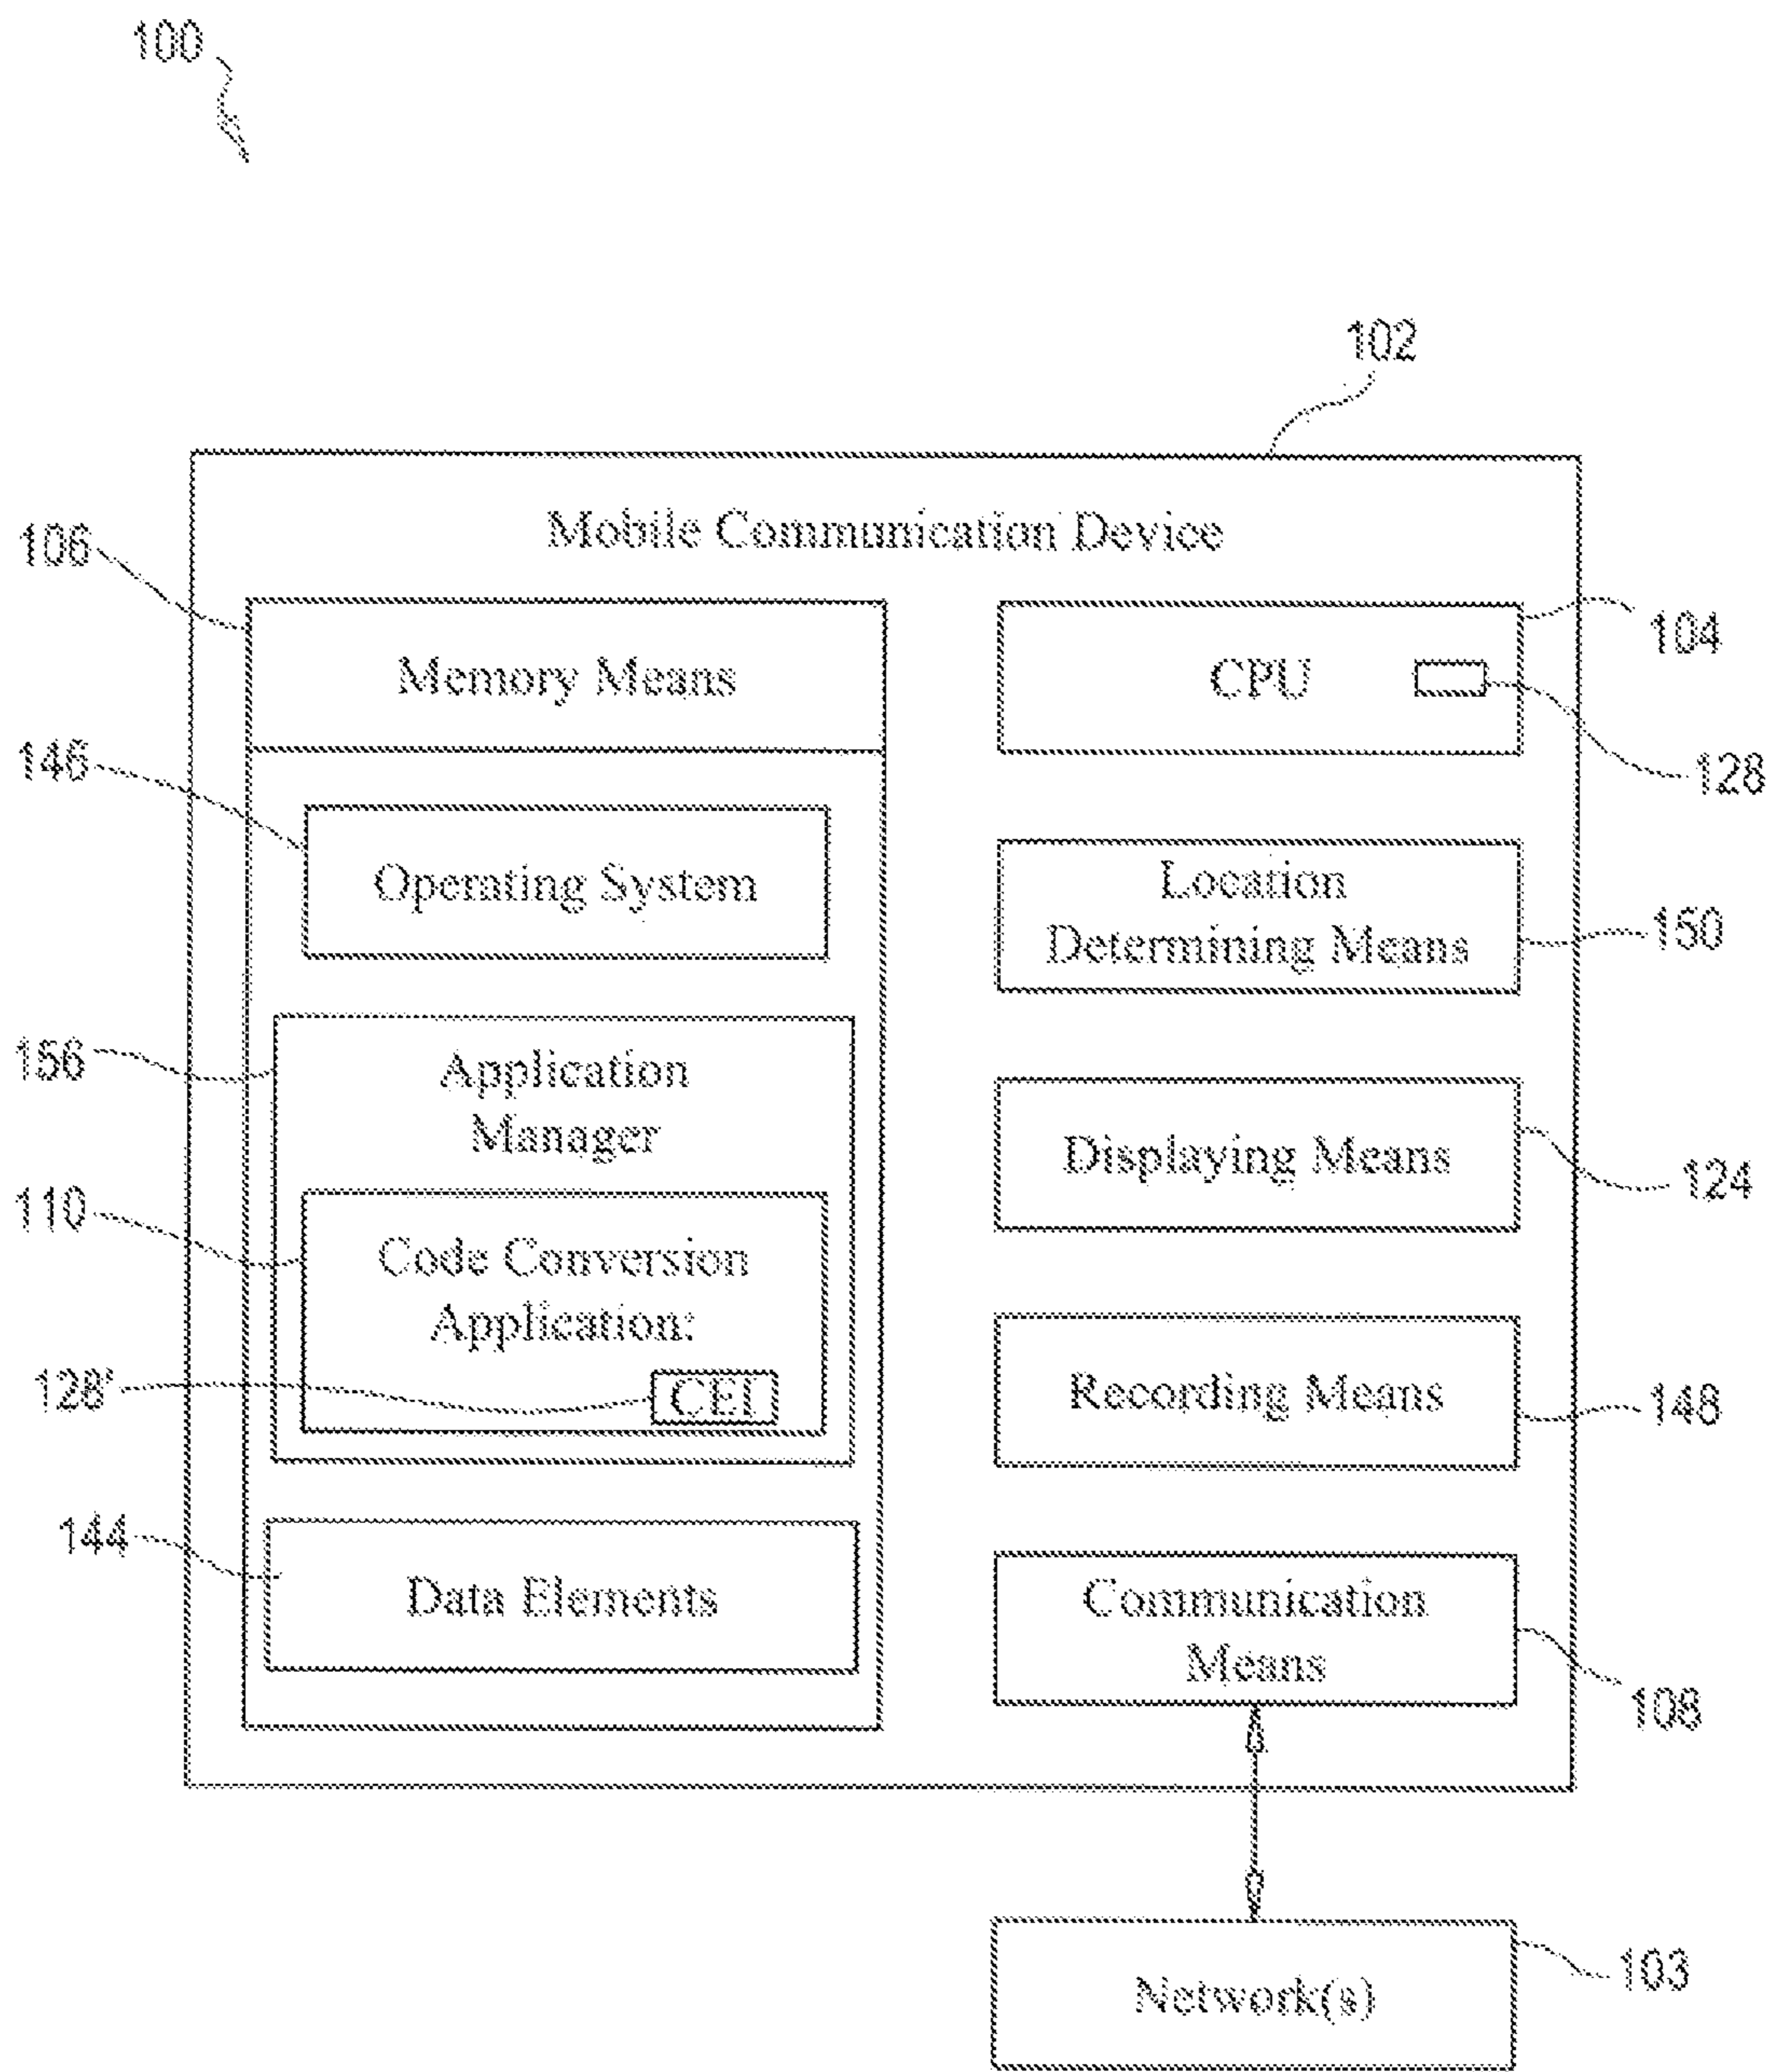 100
102
Mobile Communication Device
106
Memory Means
CPU
104
128
146
Operating System
Location
Determining Means
150
156
Application
Manager
Displaying Means
124
110
Code Conversion
Application:
128'
CEI
Recording Means
148
144
Data Elements
Communication
Means
108
Network(s)
103